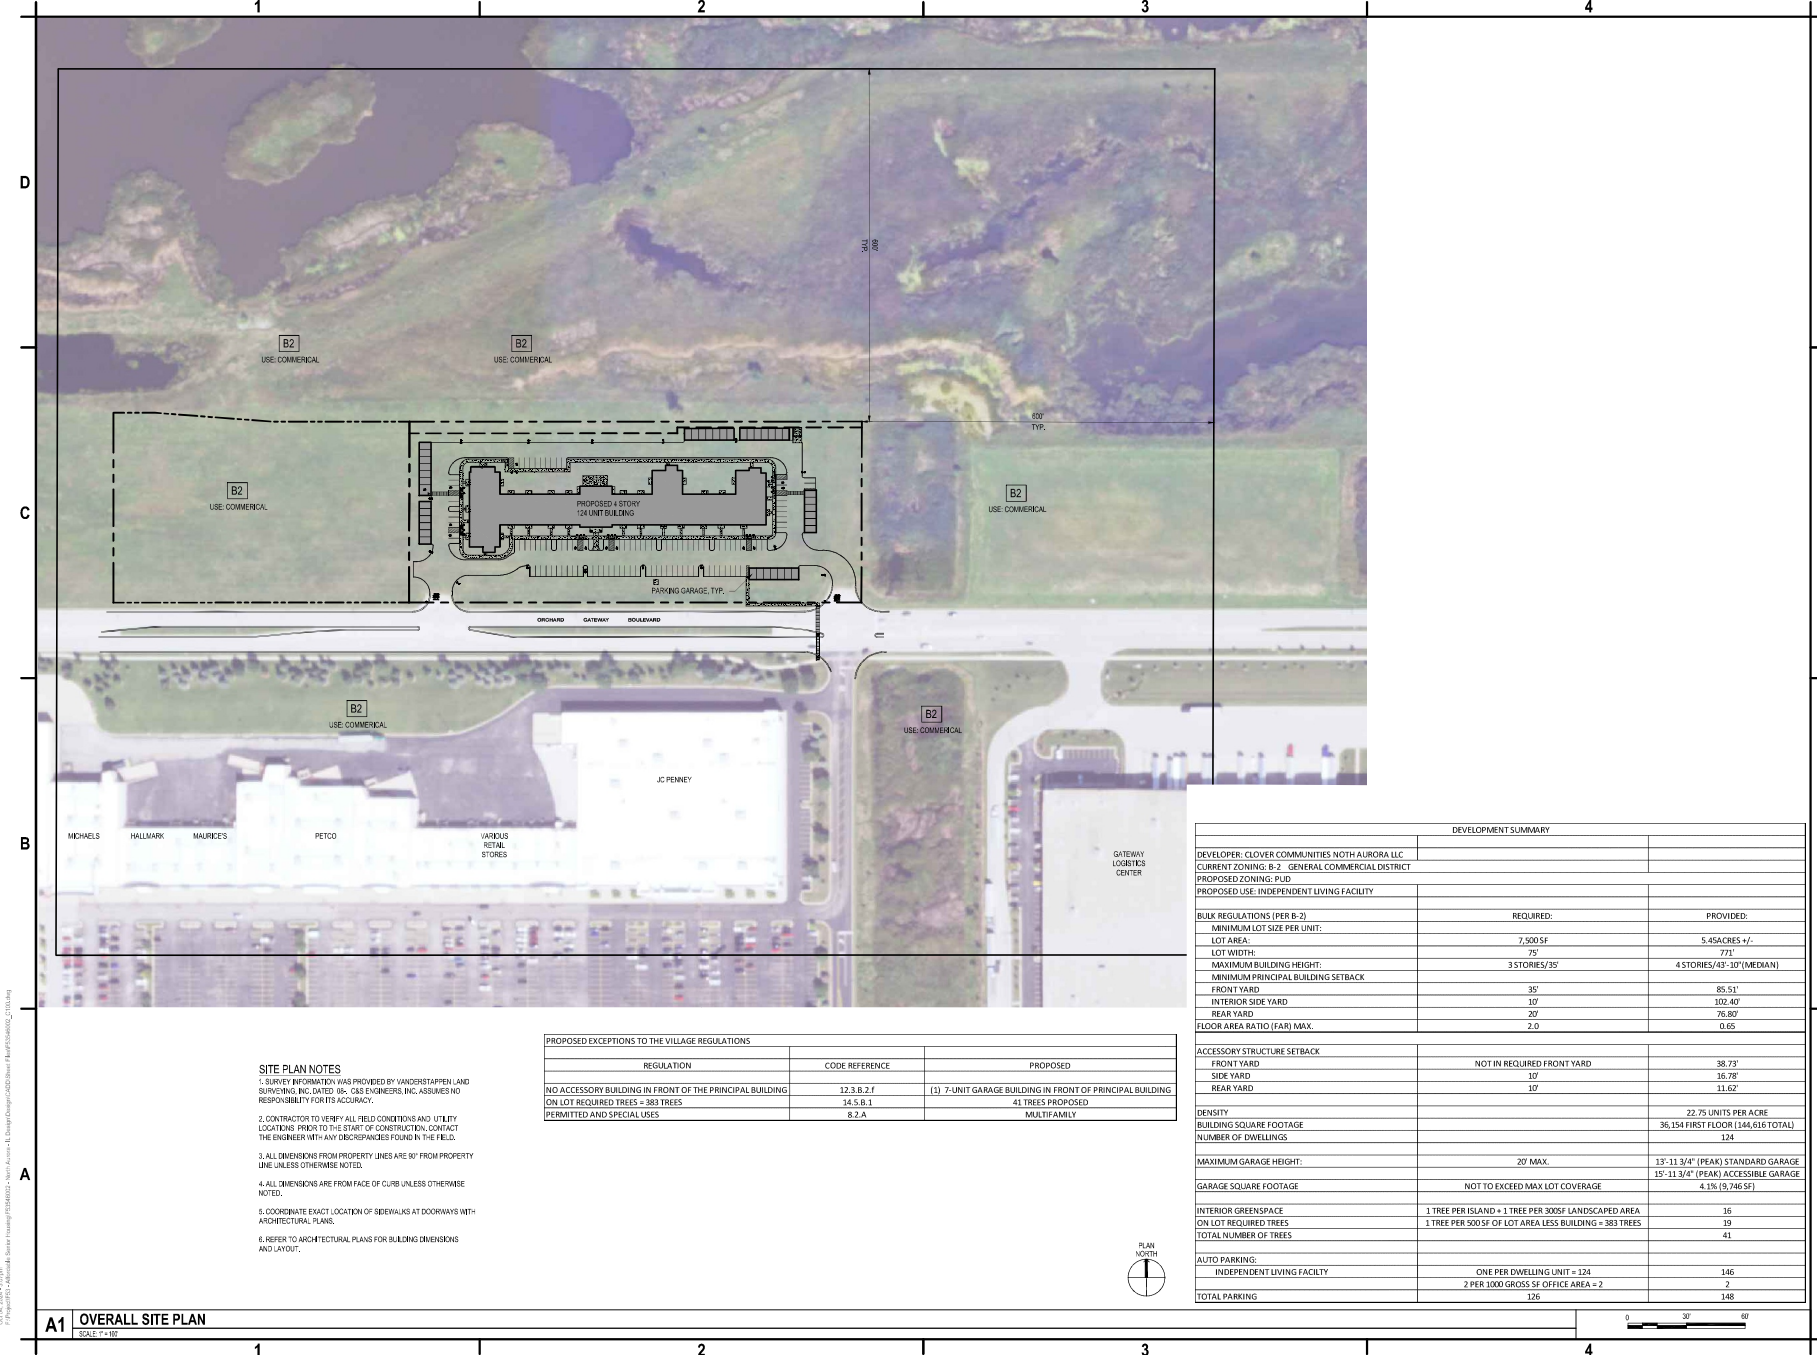 1
2
3
4
D
C
B
A
600'
TYP.
B2
USE: COMMERICAL
B2
USE: COMMERICAL
600'
TYP.
B2
USE: COMMERICAL
PROPOSED 4 STORY
124 UNIT BUILDING
B2
USE: COMMERICAL
PARKING GARAGE, TYP.
ORCHARD GATEWAY BOULEVARD
B2
USE: COMMERICAL
B2
USE: COMMERICAL
JC PENNEY
MICHAELS
HALLMARK
MAURICE'S
PETCO
VARIOUS
RETAIL
STORES
GATEWAY
LOGISTICS
CENTER
DEVELOPMENT SUMMARY
DEVELOPER: CLOVER COMMUNITIES NOTH AURORA LLC
CURRENT ZONING: B-2 GENERAL COMMERCIAL DISTRICT
PROPOSED ZONING: PUD
PROPOSED USE: INDEPENDENT LIVING FACILITY
BULK REGULATIONS (PER B-2) REQUIRED: PROVIDED:
MINIMUM LOT SIZE PER UNIT:
LOT AREA: 7,500 SF 5.45ACRES +/-
LOT WIDTH: 75' 771'
MAXIMUM BUILDING HEIGHT: 3 STORIES/35' 4 STORIES/43'-10"(MEDIAN)
MINIMUM PRINCIPAL BUILDING SETBACK
FRONT YARD 35' 85.51'
INTERIOR SIDE YARD 10' 102.40'
REAR YARD 20' 76.80'
FLOOR AREA RATIO (FAR) MAX. 2.0 0.65
ACCESSORY STRUCTURE SETBACK
FRONT YARD NOT IN REQUIRED FRONT YARD 38.73'
SIDE YARD 10' 16.78'
REAR YARD 10' 11.62'
DENSITY 22.75 UNITS PER ACRE
BUILDING SQUARE FOOTAGE 36,154 FIRST FLOOR (144,616 TOTAL)
NUMBER OF DWELLINGS 124
MAXIMUM GARAGE HEIGHT: 20' MAX. 13'-11 3/4" (PEAK) STANDARD GARAGE
15'-11 3/4" (PEAK) ACCESSIBLE GARAGE
GARAGE SQUARE FOOTAGE NOT TO EXCEED MAX LOT COVERAGE 4.1% (9,746 SF)
INTERIOR GREENSPACE 1 TREE PER ISLAND + 1 TREE PER 300SF LANDSCAPED AREA 16
ON LOT REQUIRED TREES 1 TREE PER 500 SF OF LOT AREA LESS BUILDING = 383 TREES 19
TOTAL NUMBER OF TREES 41
AUTO PARKING:
INDEPENDENT LIVING FACILTY ONE PER DWELLING UNIT = 124 146
2 PER 1000 GROSS SF OFFICE AREA = 2 2
TOTAL PARKING 126 148
PROPOSED EXCEPTIONS TO THE VILLAGE REGULATIONS
REGULATION CODE REFERENCE PROPOSED
NO ACCESSORY BUILDING IN FRONT OF THE PRINCIPAL BUILDING 12.3.B.2.f (1) 7-UNIT GARAGE BUILDING IN FRONT OF PRINCIPAL BUILDING
ON LOT REQUIRED TREES = 383 TREES 14.5.B.1 41 TREES PROPOSED
PERMITTED AND SPECIAL USES 8.2.A MULTIFAMILY
SITE PLAN NOTES
1. SURVEY INFORMATION WAS PROVIDED BY VANDERSTAPPEN LAND
SURVEYING, INC. DATED 08-. C&S ENGINEERS, INC. ASSUMES NO
RESPONSIBILITY FOR ITS ACCURACY.
2. CONTRACTOR TO VERIFY ALL FIELD CONDITIONS AND UTILITY
LOCATIONS PRIOR TO THE START OF CONSTRUCTION. CONTACT
THE ENGINEER WITH ANY DISCREPANCIES FOUND IN THE FIELD.
3. ALL DIMENSIONS FROM PROPERTY LINES ARE 90° FROM PROPERTY
LINE UNLESS OTHERWISE NOTED.
4. ALL DIMENSIONS ARE FROM FACE OF CURB UNLESS OTHERWISE
NOTED.
5. COORDINATE EXACT LOCATION OF SIDEWALKS AT DOORWAYS WITH
ARCHITECTURAL PLANS.
6. REFER TO ARCHITECTURAL PLANS FOR BUILDING DIMENSIONS
AND LAYOUT.
PLAN
NORTH
A1 OVERALL SITE PLAN
SCALE: 1" = 100'
0 30' 60'
1
2
3
4